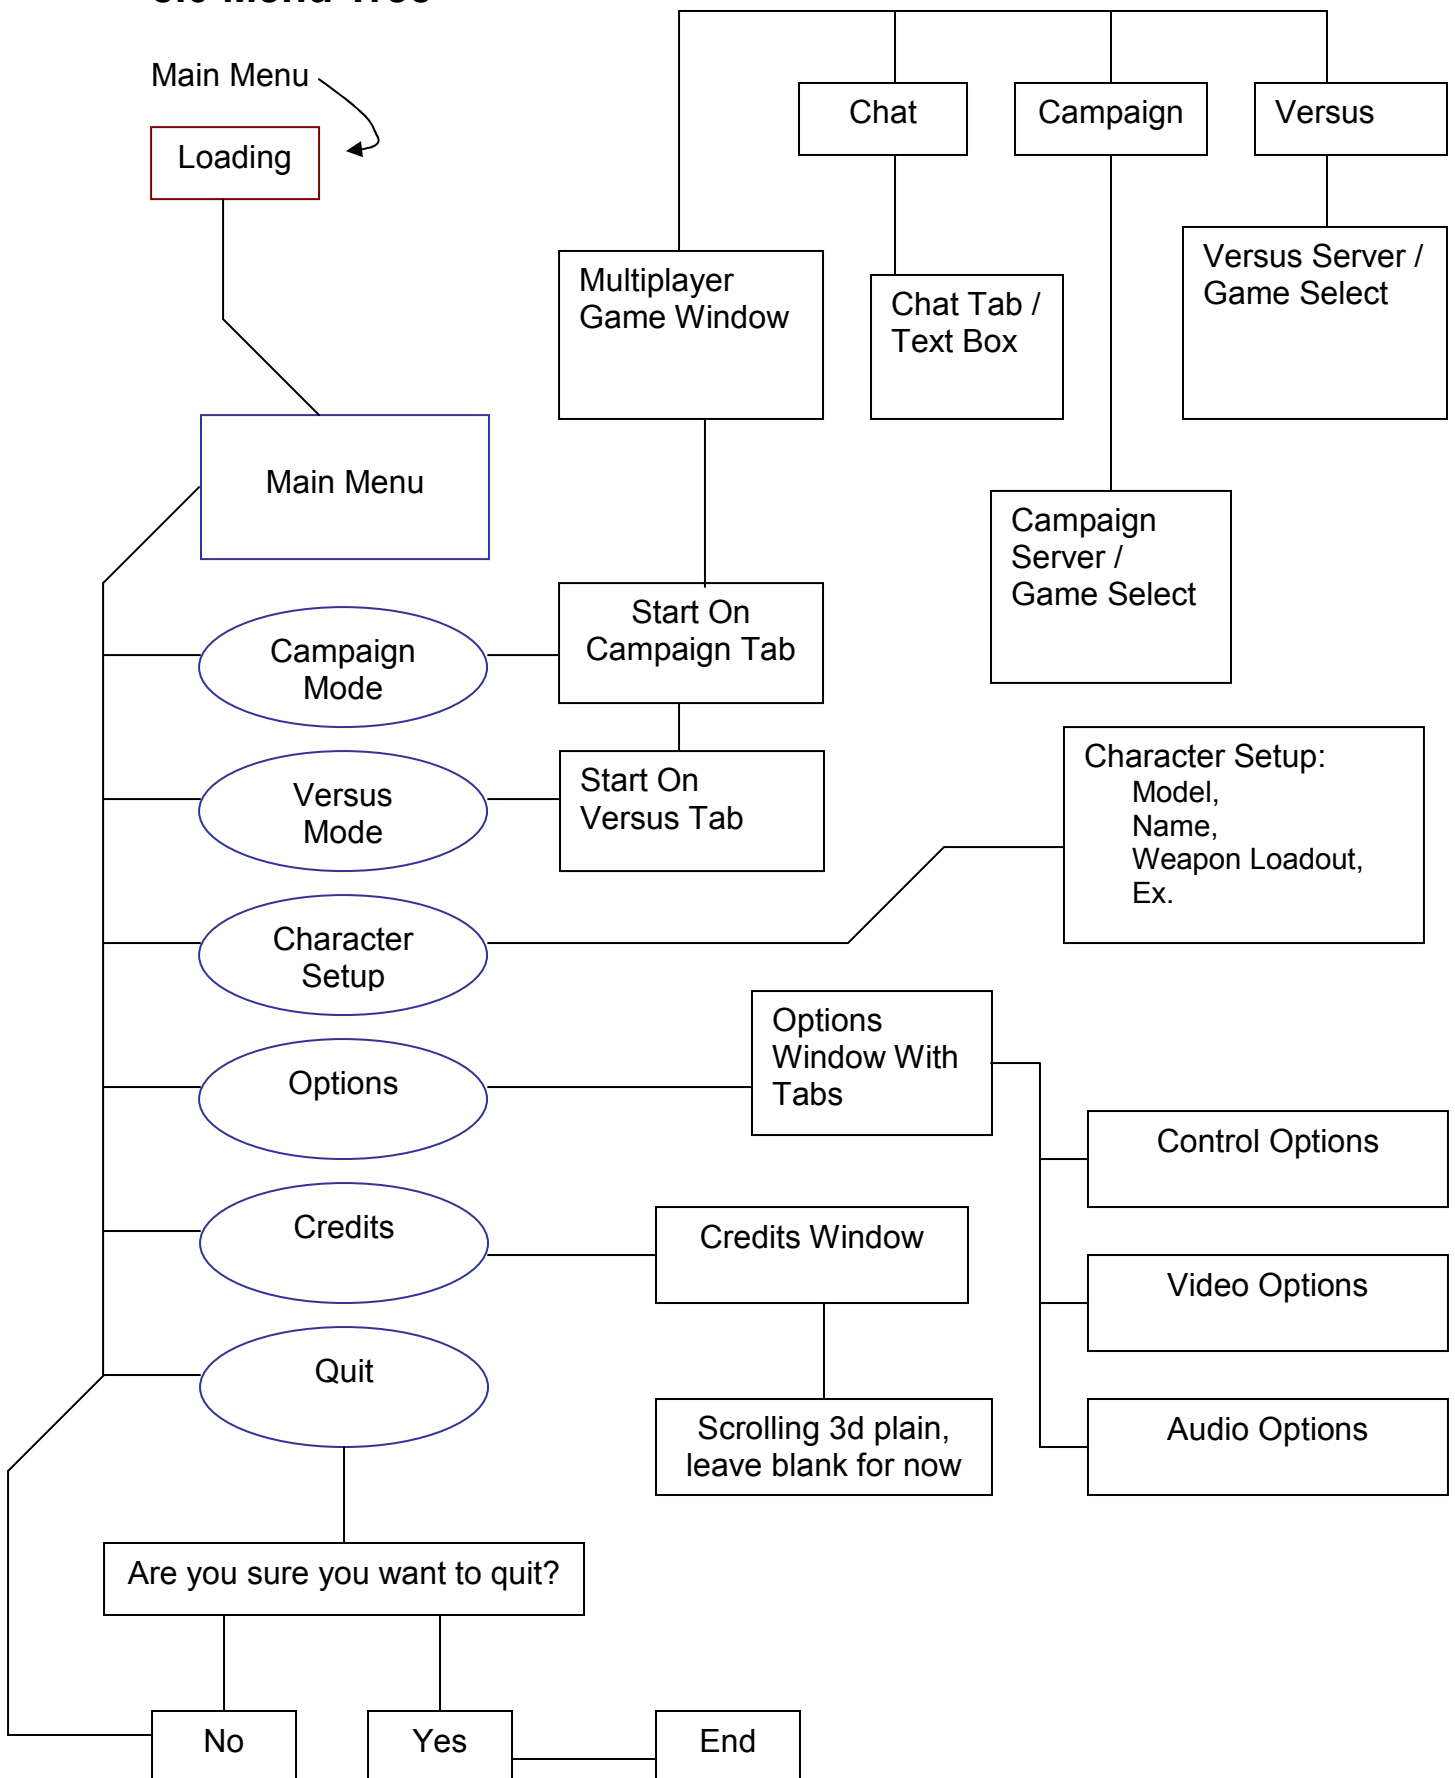 Main Menu
Loading
Chat
Campaign
Versus
Multiplayer
Game Window
Chat Tab /
Text Box
Versus Server /
Game Select
Main Menu
Campaign
Server /
Game Select
Campaign
Mode
Start On
Campaign Tab
Versus
Mode
Start On
Versus Tab
Character Setup:
Model,
Name,
Weapon Loadout,
Ex.
Character
Setup
Options
Options
Window With
Tabs
Control Options
Credits
Credits Window
Video Options
Quit
Scrolling 3d plain,
leave blank for now
Audio Options
Are you sure you want to quit?
No
Yes
End